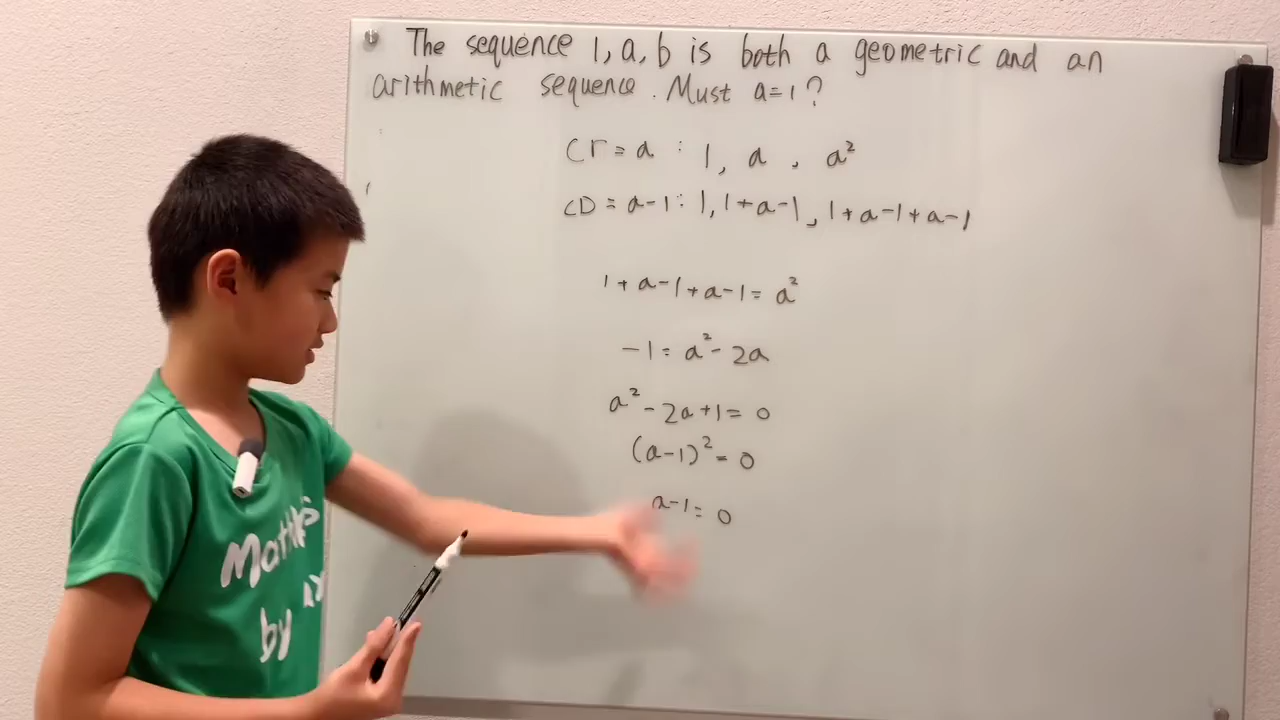 The sequence 1, a, b is both a geometric and an
arithmetic sequence. Must a=1?
Cr=a : 1, a, a²
CD = a-1 : 1, 1+a-1, 1+a-1+a-1
1+a-1+a-1=a²
-1=a²-2a
a²-2a+1=0
(a-1)²=0
a-1=0
by